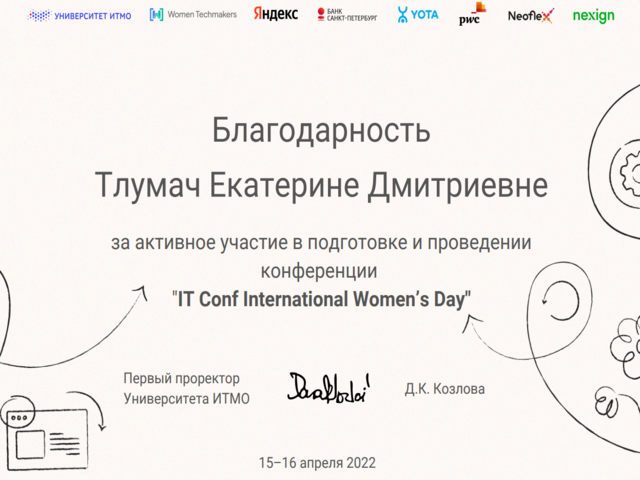 УНИВЕРСИТЕТ ИТМО
Women Techmakers
Яндекс
БАНК
САНКТ-ПЕТЕРБУРГ
YOTA
pwc
Neoflex
nexign
Благодарность
Тлумач Екатерине Дмитриевне
за активное участие в подготовке и проведении
конференции
"IT Conf International Women’s Day"
Первый проректор
Университета ИТМО
Д.К. Козлова
15–16 апреля 2022